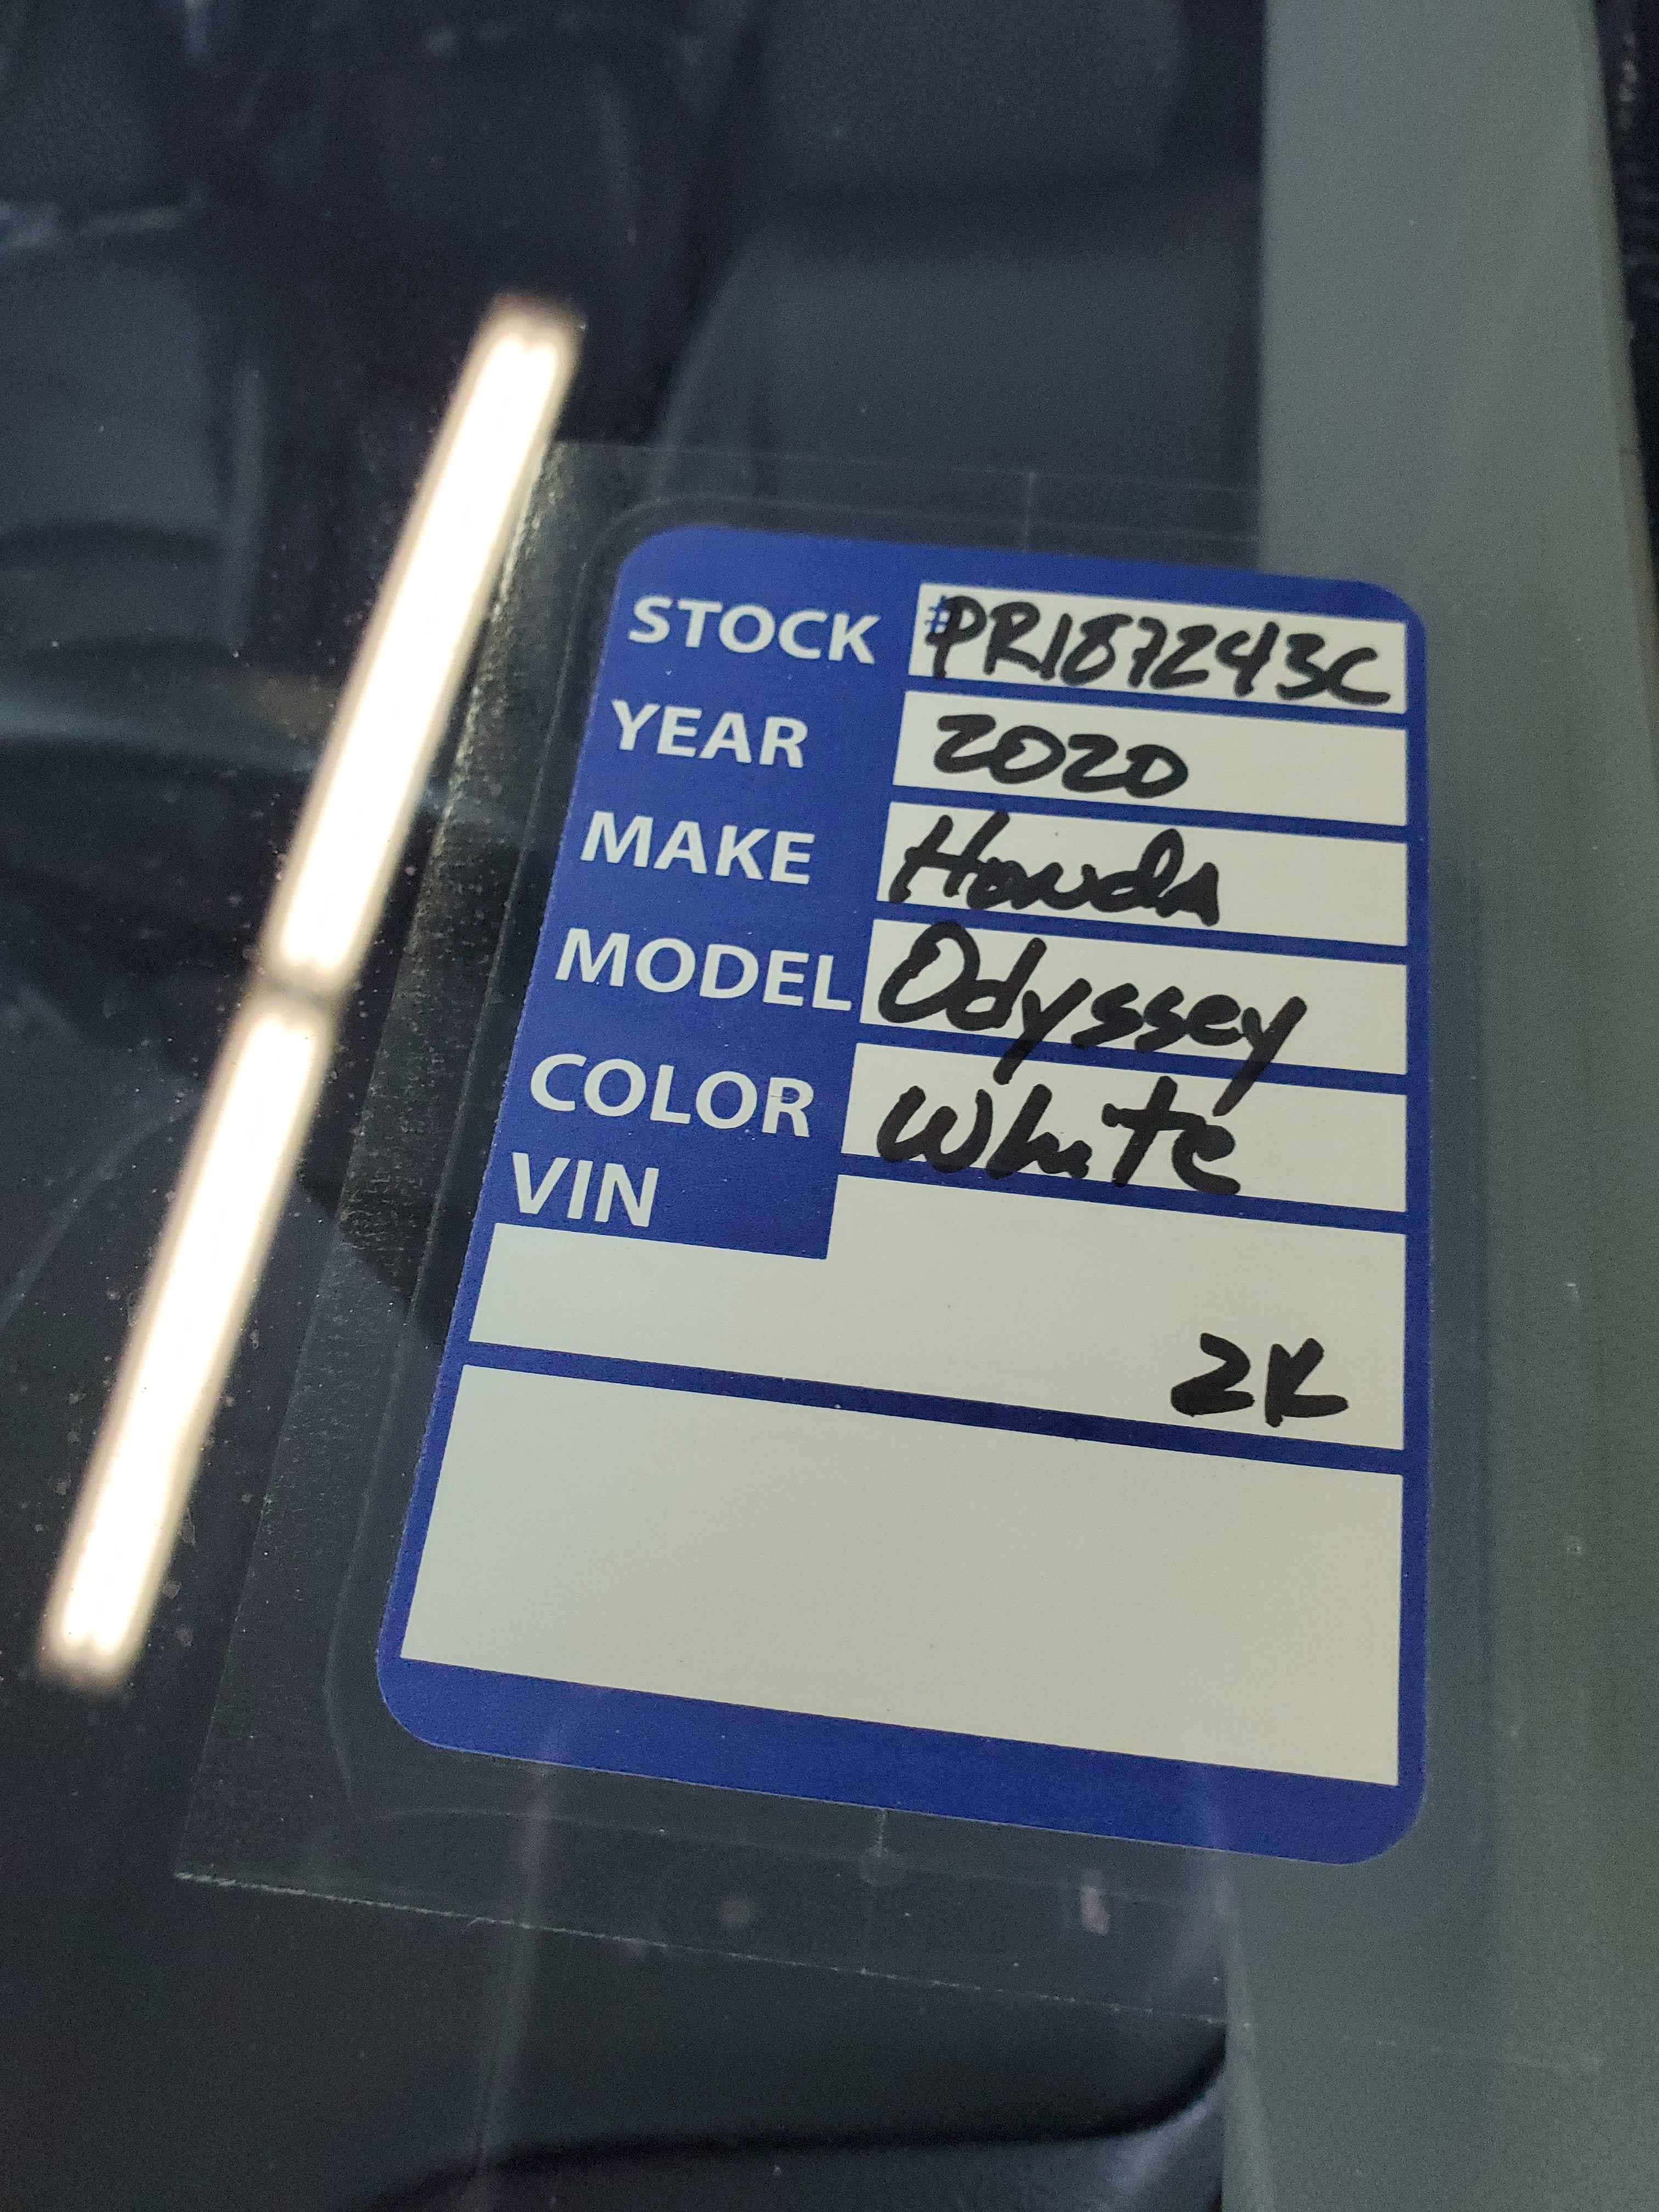 STOCK #PR187243C
YEAR 2020
MAKE Honda
MODEL Odyssey
COLOR White
VIN
2K